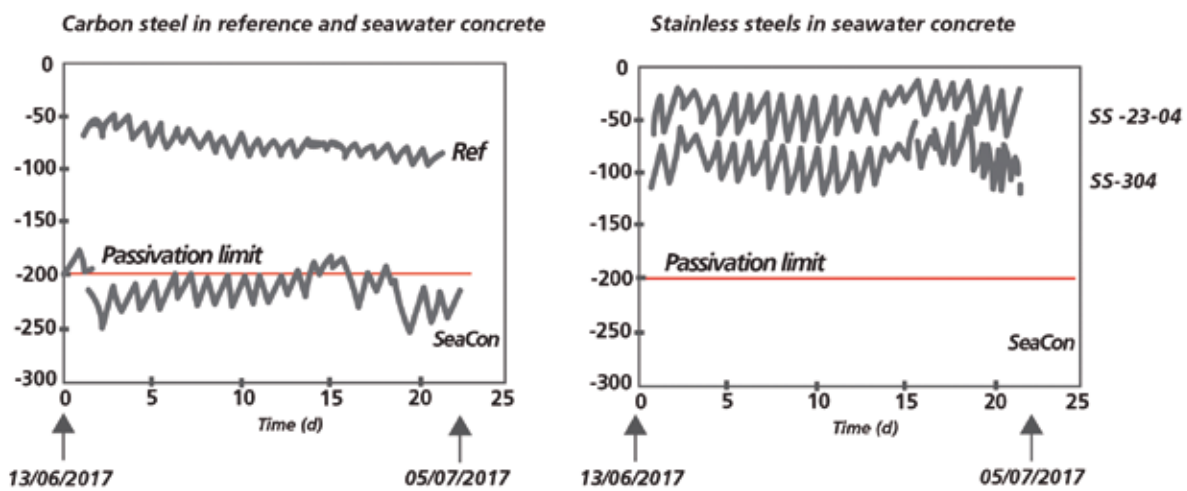 Carbon steel in reference and seawater concrete
0
-50
-100
-150
-200
-250
-300
Ref
Passivation limit
SeaCon
0 5 10 15 20 25
Time (d)
13/06/2017 05/07/2017
Stainless steels in seawater concrete
0
-50
-100
-150
-200
-250
-300
SS -23-04
SS-304
Passivation limit
SeaCon
0 5 10 15 20 25
Time (d)
13/06/2017 05/07/2017